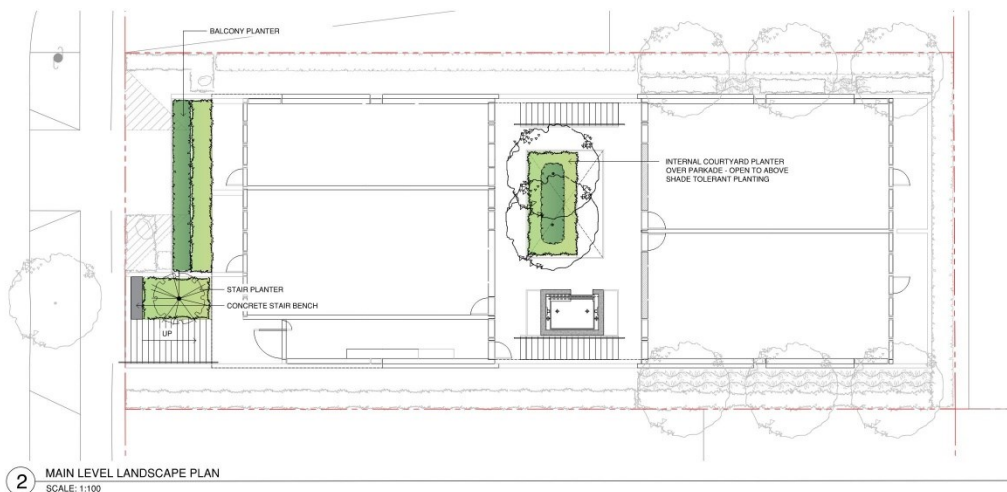 BALCONY PLANTER
INTERNAL COURTYARD PLANTER
OVER PARKADE - OPEN TO ABOVE
SHADE TOLERANT PLANTING
STAIR PLANTER
CONCRETE STAIR BENCH
UP
2
MAIN LEVEL LANDSCAPE PLAN
SCALE: 1:100